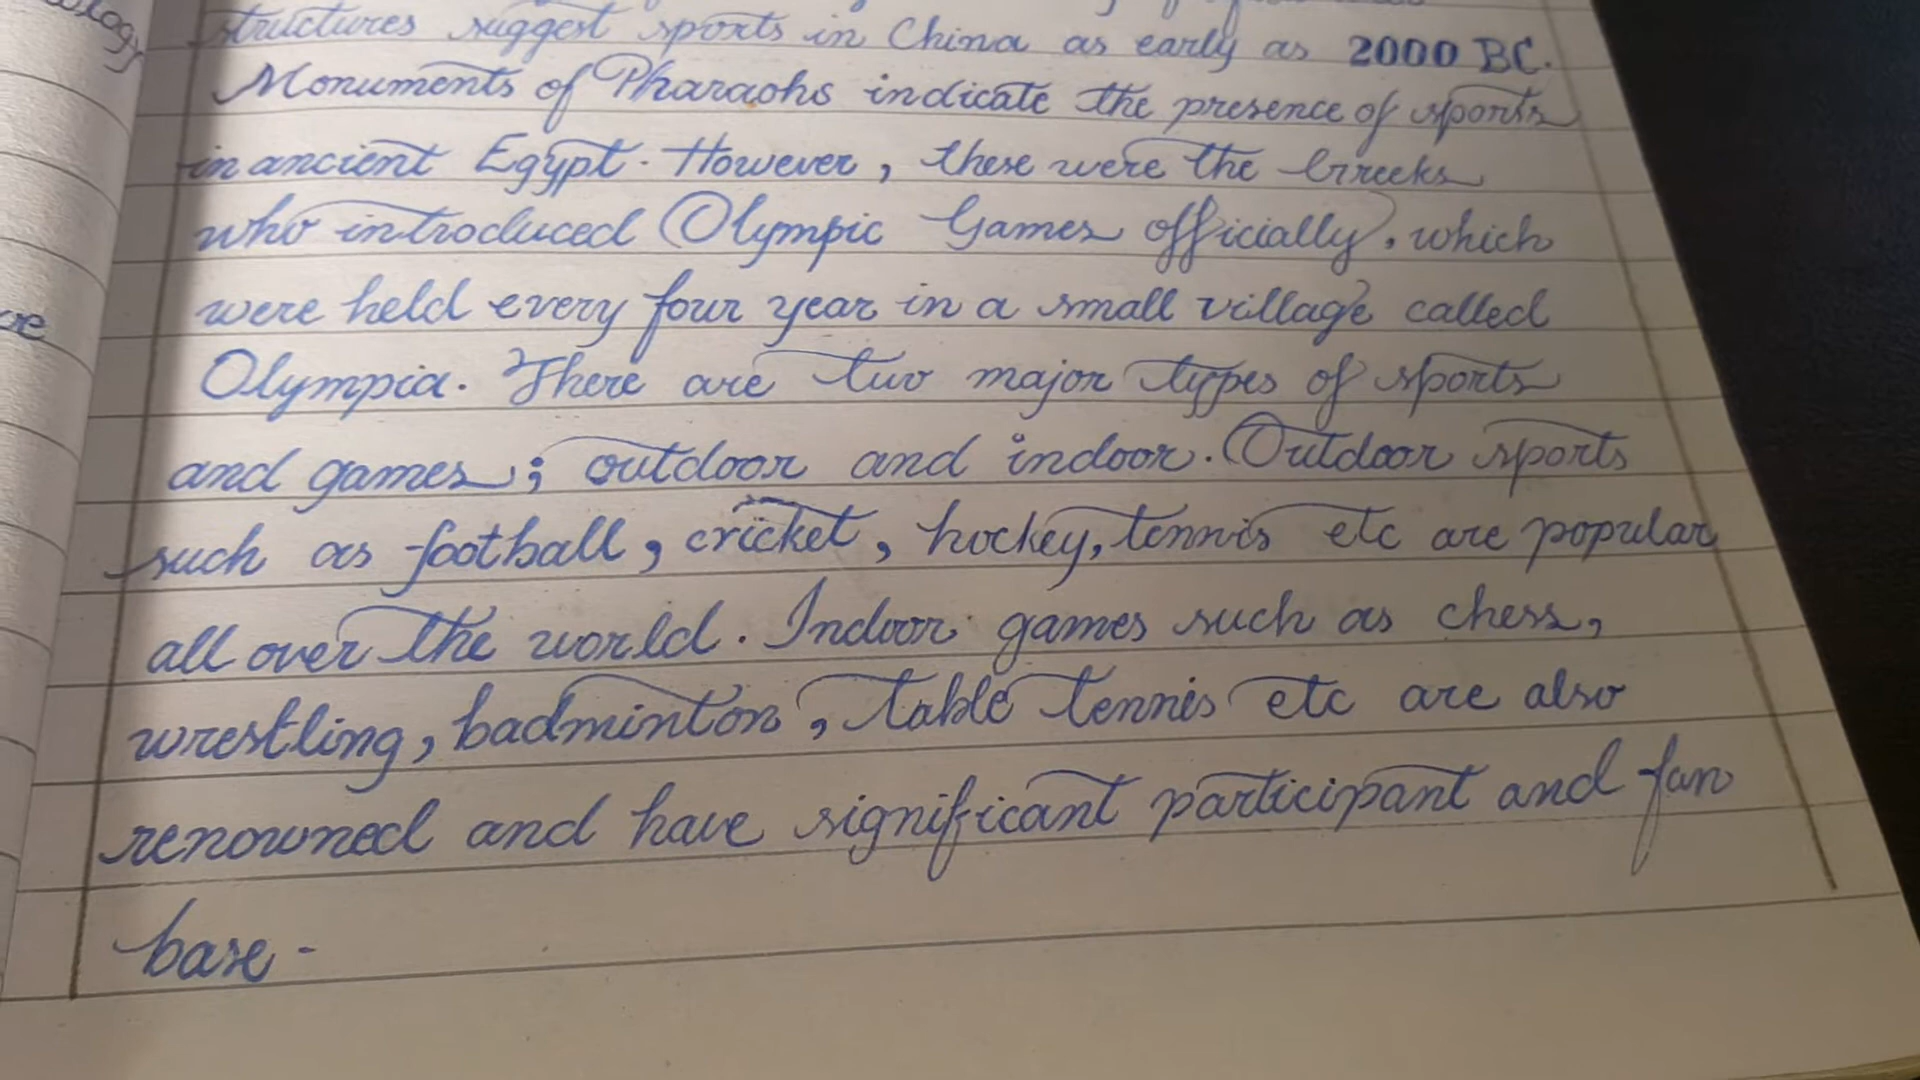 structures suggest sports in China as early as 2000 BC.
Monuments of Pharaohs indicate the presence of sports
in ancient Egypt. However, these were the Greeks
who introduced Olympic Games officially, which
were held every four year in a small village called
Olympia. There are two major types of sports
and games; outdoor and indoor. Outdoor sports
such as football, cricket, hockey, tennis etc are popular
all over the world. Indoor games such as chess,
wrestling, badminton, table tennis etc are also
renowned and have significant participant and fan
base.